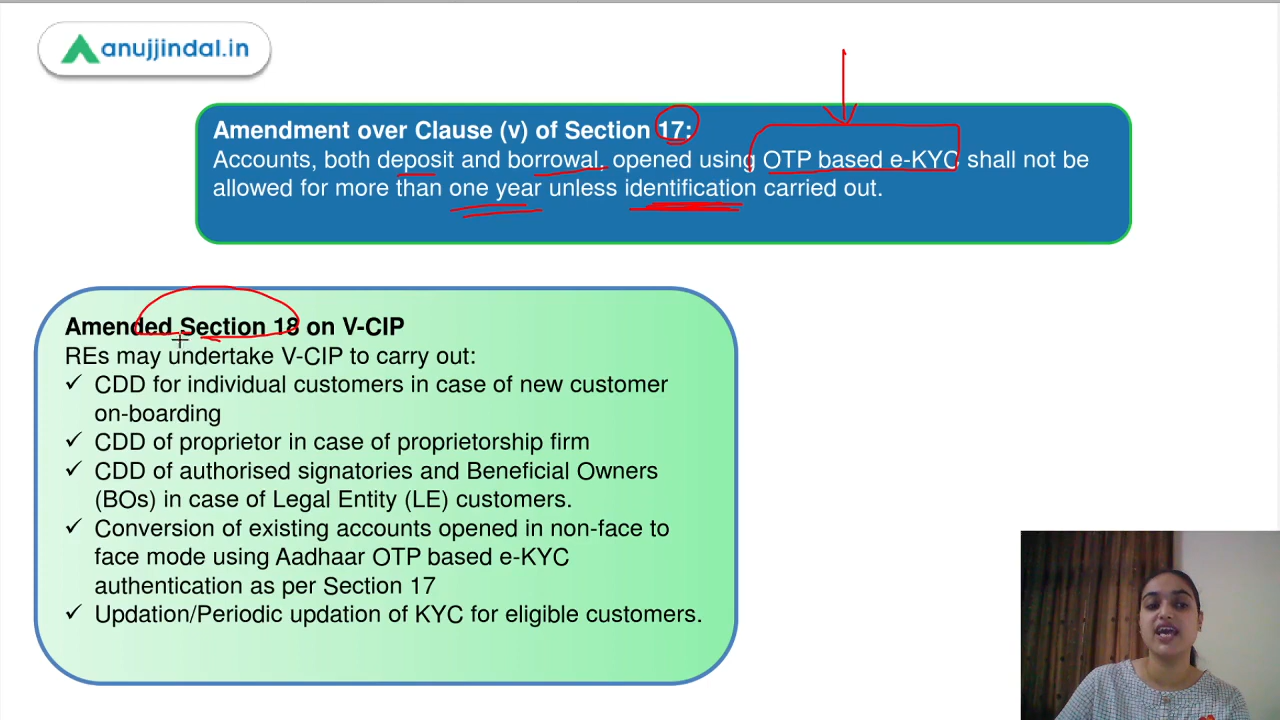 anujjindal.in
Amendment over Clause (v) of Section 17:
Accounts, both deposit and borrowal, opened using OTP based e-KYC shall not be
allowed for more than one year unless identification carried out.
Amended Section 18 on V-CIP
REs may undertake V-CIP to carry out:
✓ CDD for individual customers in case of new customer
on-boarding
✓ CDD of proprietor in case of proprietorship firm
✓ CDD of authorised signatories and Beneficial Owners
(BOs) in case of Legal Entity (LE) customers.
✓ Conversion of existing accounts opened in non-face to
face mode using Aadhaar OTP based e-KYC
authentication as per Section 17
✓ Updation/Periodic updation of KYC for eligible customers.